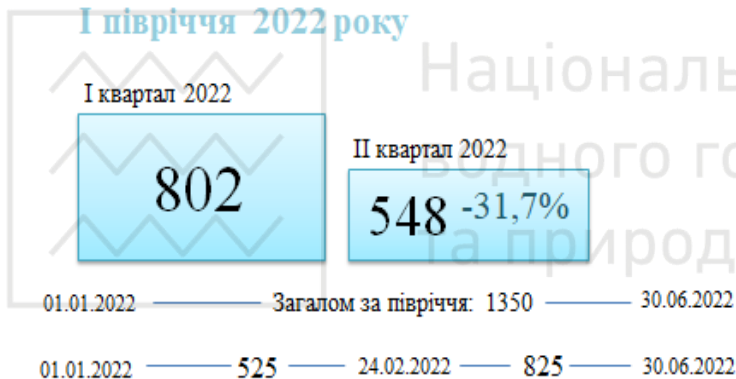 І півріччя 2022 року
І квартал 2022
802
ІІ квартал 2022
548 -31,7%
01.01.2022 Загалом за півріччя: 1350 30.06.2022
01.01.2022 525 24.02.2022 825 30.06.2022
Націонал
водного го
та природ